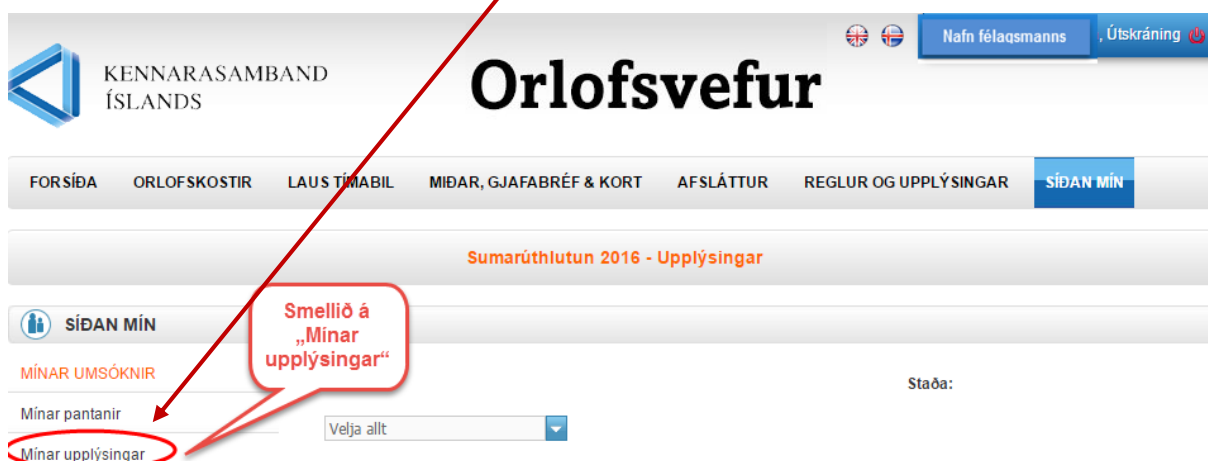 Nafn félagsmanns , Útskráning
KENNARASAMBAND
ÍSLANDS
Orlofsvefur
FORSÍÐA ORLOFSKOSTIR LAUS TÍMABIL MIÐAR, GJAFABRÉF & KORT AFSLÁTTUR REGLUR OG UPPLÝSINGAR SÍÐAN MÍN
Sumarúthlutun 2016 - Upplýsingar
SÍÐAN MÍN
Smellið á
„Mínar
upplýsingar“
MÍNAR UMSÓKNIR
Staða:
Mínar pantanir
Velja allt
Mínar upplýsingar